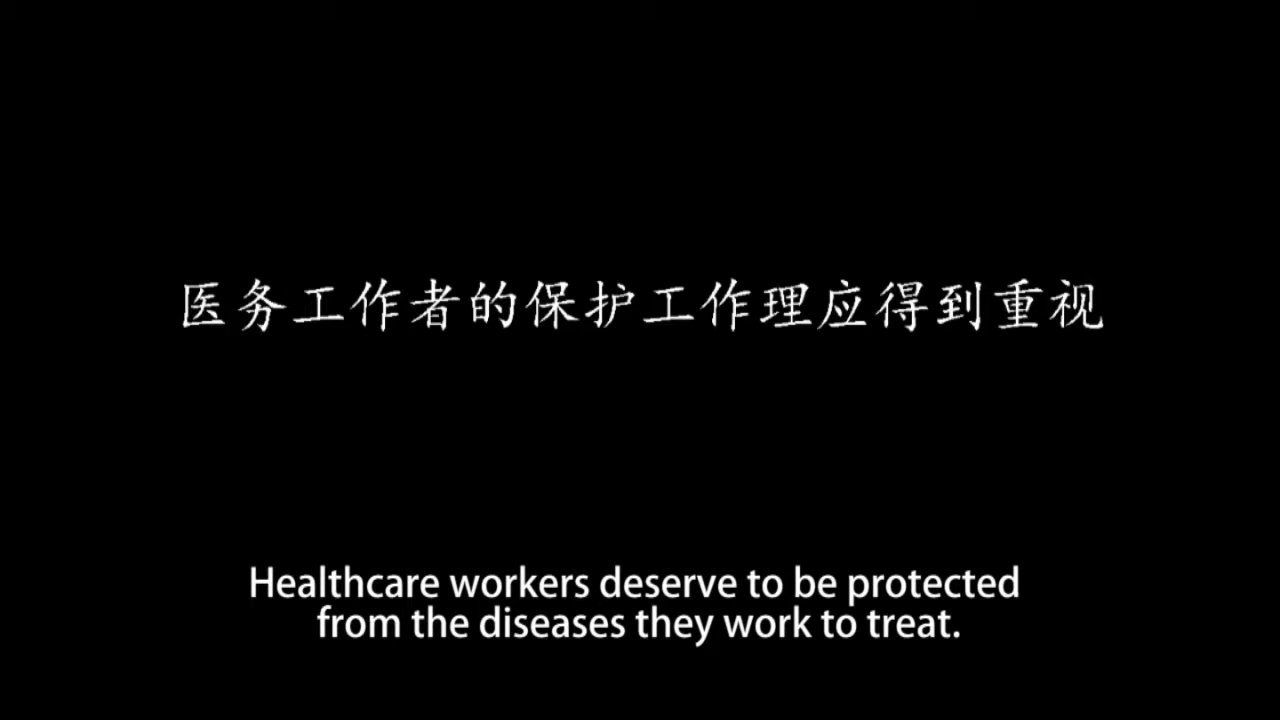 医务工作者的保护工作理应得到重视
Healthcare workers deserve to be protected
from the diseases they work to treat.